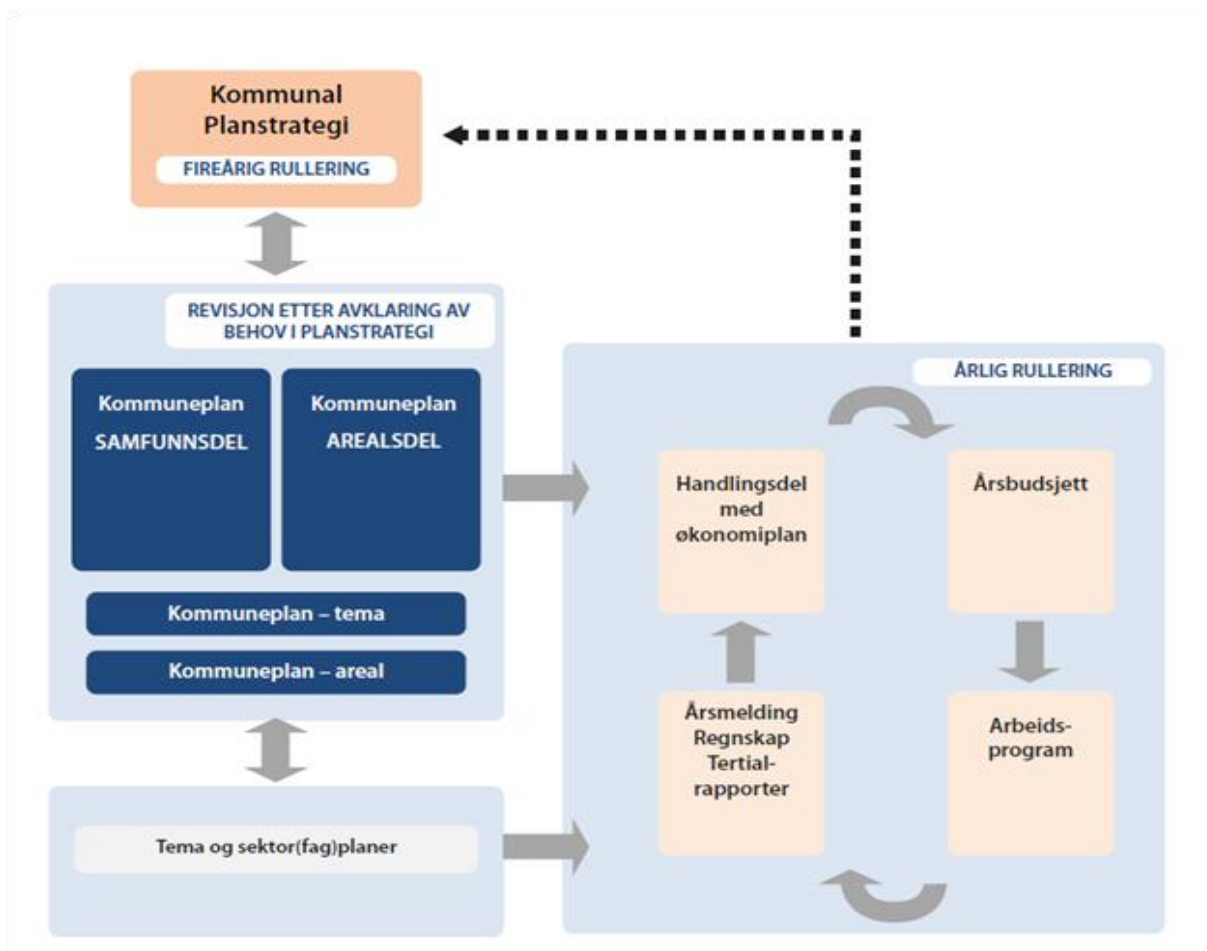 Kommunal
Planstrategi
FIREÅRIG RULLERING
REVISJON ETTER AVKLARING AV
BEHOV I PLANSTRATEGI
Kommuneplan
SAMFUNNSDEL
Kommuneplan
AREALSDEL
Kommuneplan – tema
Kommuneplan – areal
Tema og sektor(fag)planer
ÅRLIG RULLERING
Handlingsdel
med
økonomiplan
Årsbudsjett
Årsmelding
Regnskap
Tertial-
rapporter
Arbeids-
program